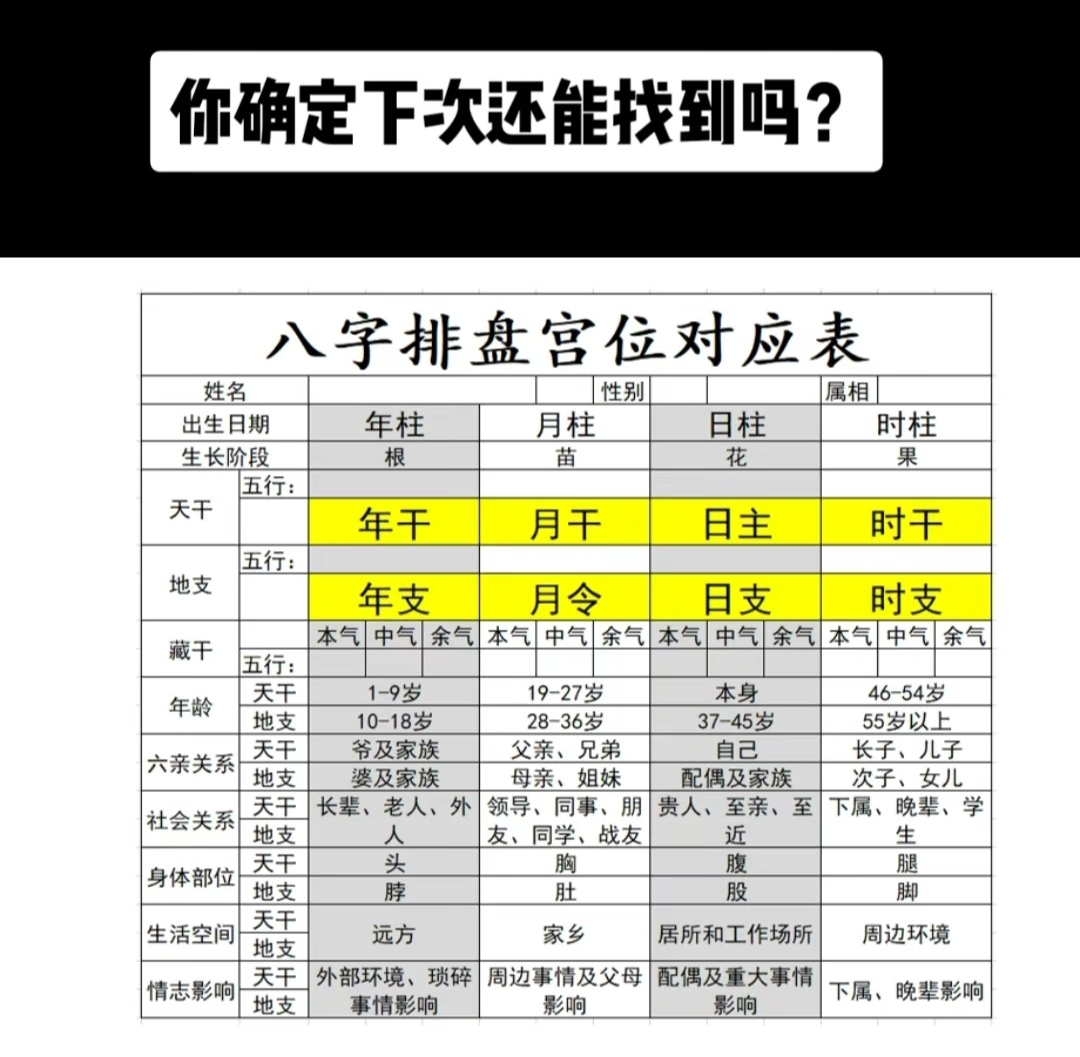 你确定下次还能找到吗？
八字排盘宫位对应表
姓名 性别 属相
出生日期 年柱 月柱 日柱 时柱
生长阶段 根 苗 花 果
天干 五行：
年干 月干 日主 时干
地支 五行：
年支 月令 日支 时支
藏干 本气 中气 余气 本气 中气 余气 本气 中气 余气 本气 中气 余气
五行：
年龄 天干 1-9岁 19-27岁 本身 46-54岁
地支 10-18岁 28-36岁 37-45岁 55岁以上
六亲关系 天干 爷及家族 父亲、兄弟 自己 长子、儿子
地支 婆及家族 母亲、姐妹 配偶及家族 次子、女儿
社会关系 天干 长辈、老人、外 领导、同事、朋 贵人、至亲、至 下属、晚辈、学
地支 人 友、同学、战友 近 生
身体部位 天干 头 胸 腹 腿
地支 脖 肚 股 脚
生活空间 天干 远方 家乡 居所和工作场所 周边环境
地支
情志影响 天干 外部环境、琐碎 周边事情及父母 配偶及重大事情 下属、晚辈影响
地支 事情影响 影响 影响